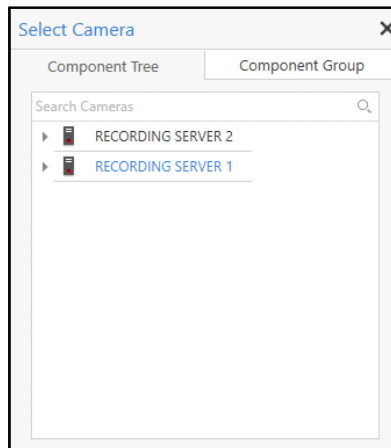 Select Camera
Component Tree
Component Group
Search Cameras
RECORDING SERVER 2
RECORDING SERVER 1